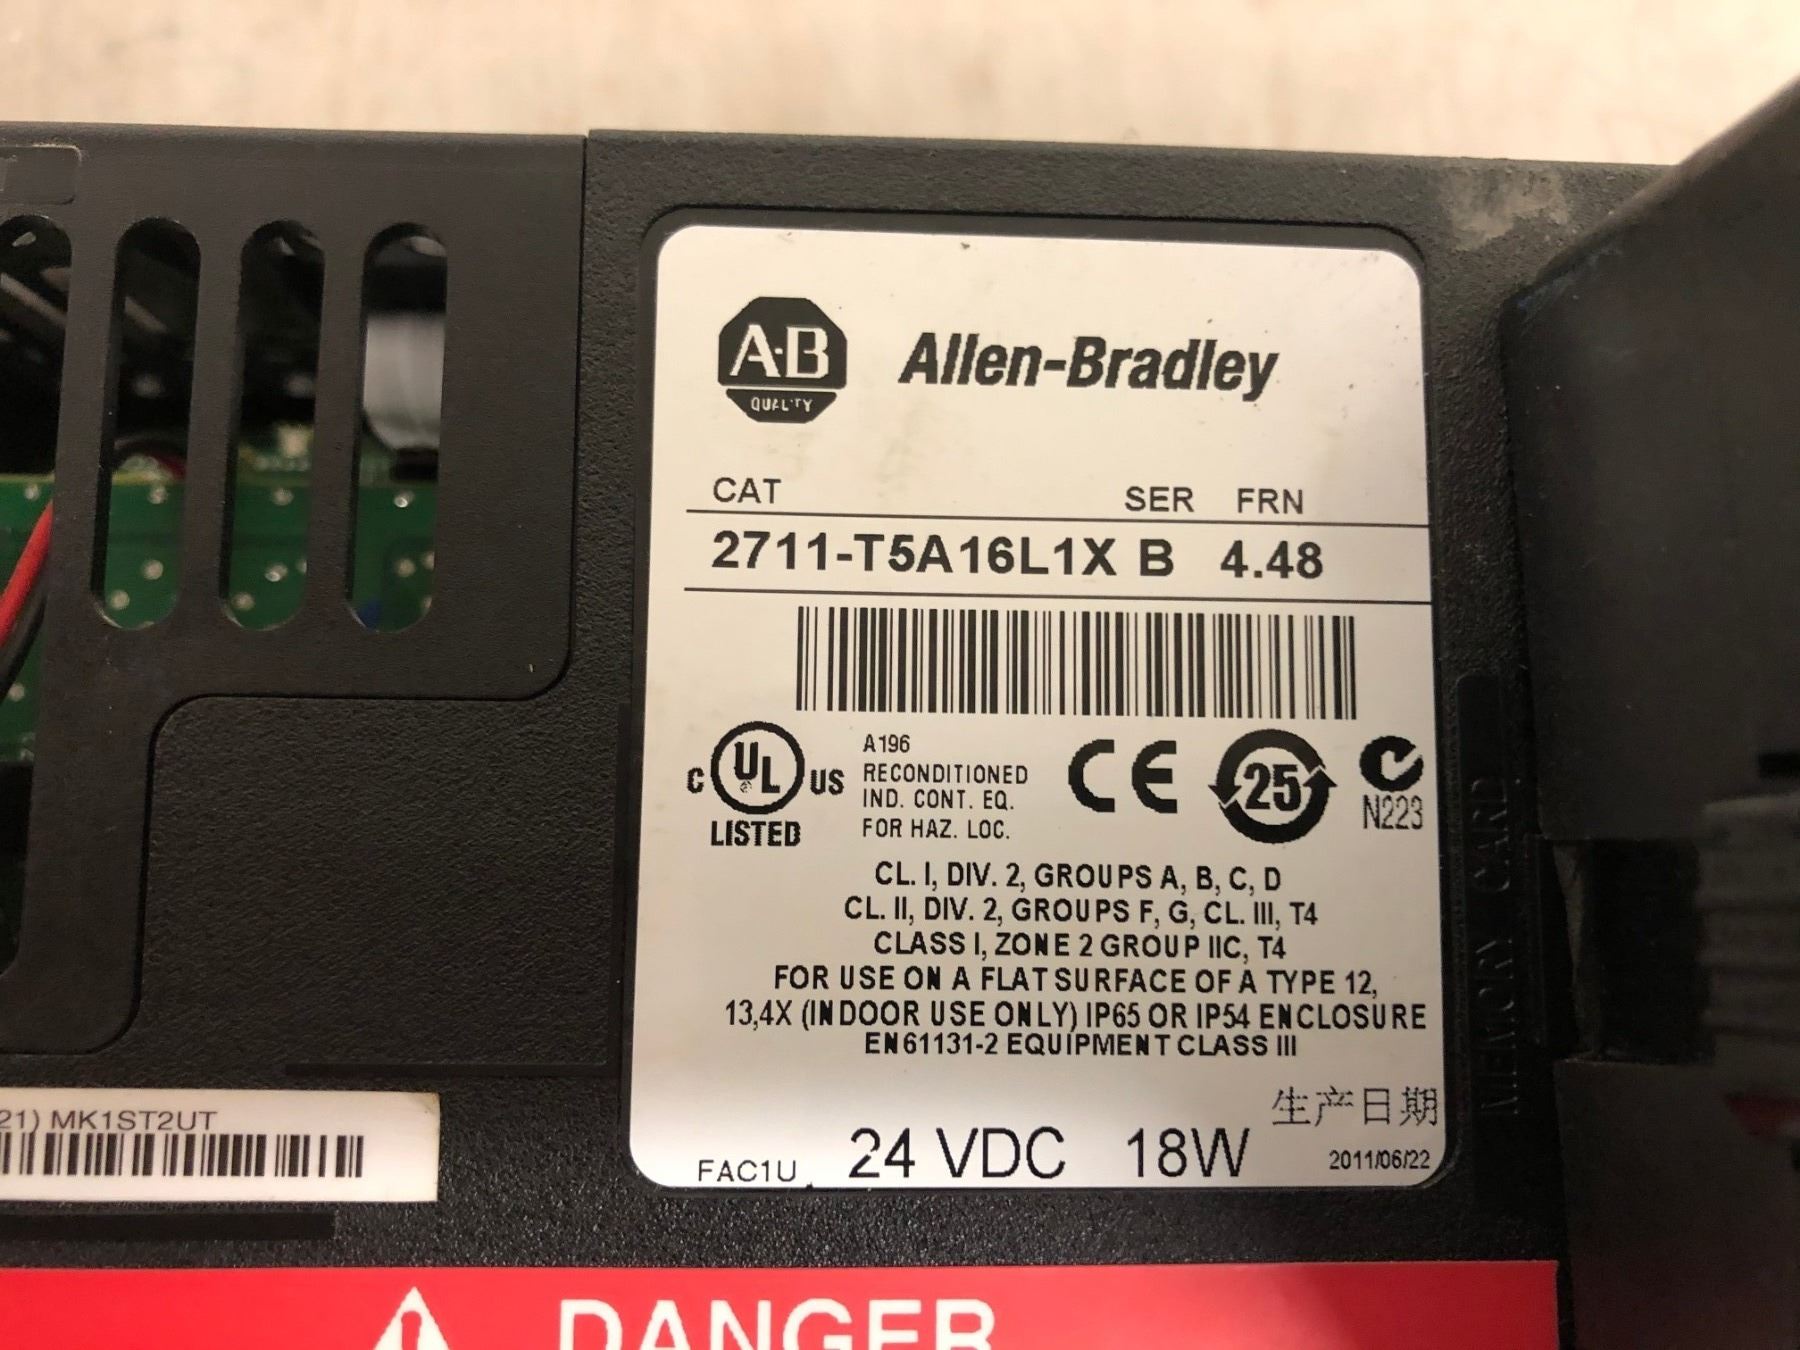 A-B
QUALITY
Allen-Bradley
CAT SER FRN
2711-T5A16L1X B 4.48
C UL US
LISTED
A196
RECONDITIONED
IND. CONT. EQ.
FOR HAZ. LOC.
CE
25
N223
CL. I, DIV. 2, GROUPS A, B, C, D
CL. II, DIV. 2, GROUPS F, G, CL. III, T4
CLASS I, ZONE 2 GROUP IIC, T4
FOR USE ON A FLAT SURFACE OF A TYPE 12,
13,4X (INDOOR USE ONLY) IP65 OR IP54 ENCLOSURE
EN61131-2 EQUIPMENT CLASS III
生产日期
FAC1U 24 VDC 18W 2011/06/22
MEMORY CARD
21) MK1ST2UT
DANGER